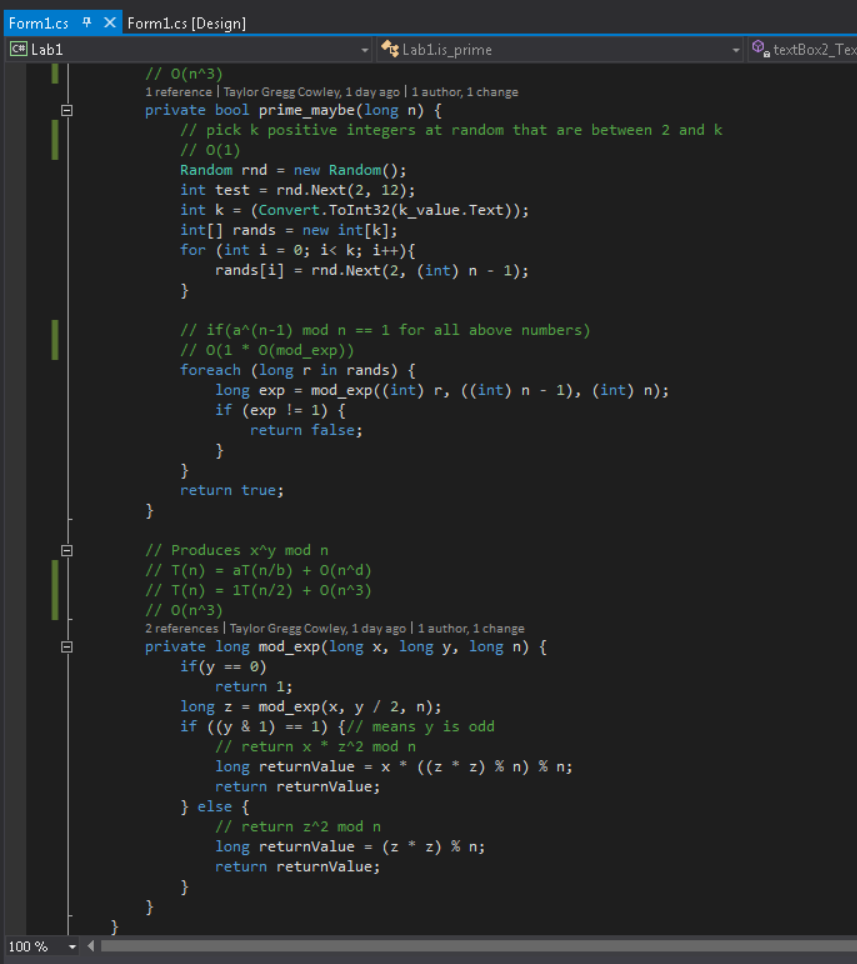 Form1.cs Form1.cs [Design]
C# Lab1 Lab1.is_prime textBox2_Tex
// O(n^3)
1 reference | Taylor Gregg Cowley, 1 day ago | 1 author, 1 change
private bool prime_maybe(long n) {
// pick k positive integers at random that are between 2 and k
// O(1)
Random rnd = new Random();
int test = rnd.Next(2, 12);
int k = (Convert.ToInt32(k_value.Text));
int[] rands = new int[k];
for (int i = 0; i< k; i++){
rands[i] = rnd.Next(2, (int) n - 1);
}
// if(a^(n-1) mod n == 1 for all above numbers)
// O(1 * O(mod_exp))
foreach (long r in rands) {
long exp = mod_exp((int) r, ((int) n - 1), (int) n);
if (exp != 1) {
return false;
}
}
return true;
}
// Produces x^y mod n
// T(n) = aT(n/b) + O(n^d)
// T(n) = 1T(n/2) + O(n^3)
// O(n^3)
2 references | Taylor Gregg Cowley, 1 day ago | 1 author, 1 change
private long mod_exp(long x, long y, long n) {
if(y == 0)
return 1;
long z = mod_exp(x, y / 2, n);
if ((y & 1) == 1) {// means y is odd
// return x * z^2 mod n
long returnValue = x * ((z * z) % n) % n;
return returnValue;
} else {
// return z^2 mod n
long returnValue = (z * z) % n;
return returnValue;
}
}
}
100 %